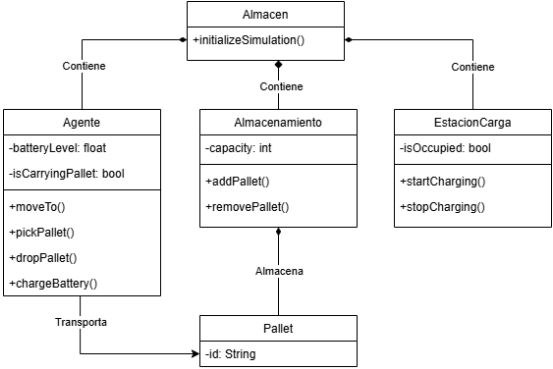 Almacen
+initializeSimulation()
Contiene
Contiene
Contiene
Agente
-batteryLevel: float
-isCarryingPallet: bool
+moveTo()
+pickPallet()
+dropPallet()
+chargeBattery()
Almacenamiento
-capacity: int
+addPallet()
+removePallet()
EstacionCarga
-isOccupied: bool
+startCharging()
+stopCharging()
Almacena
Transporta
Pallet
-id: String